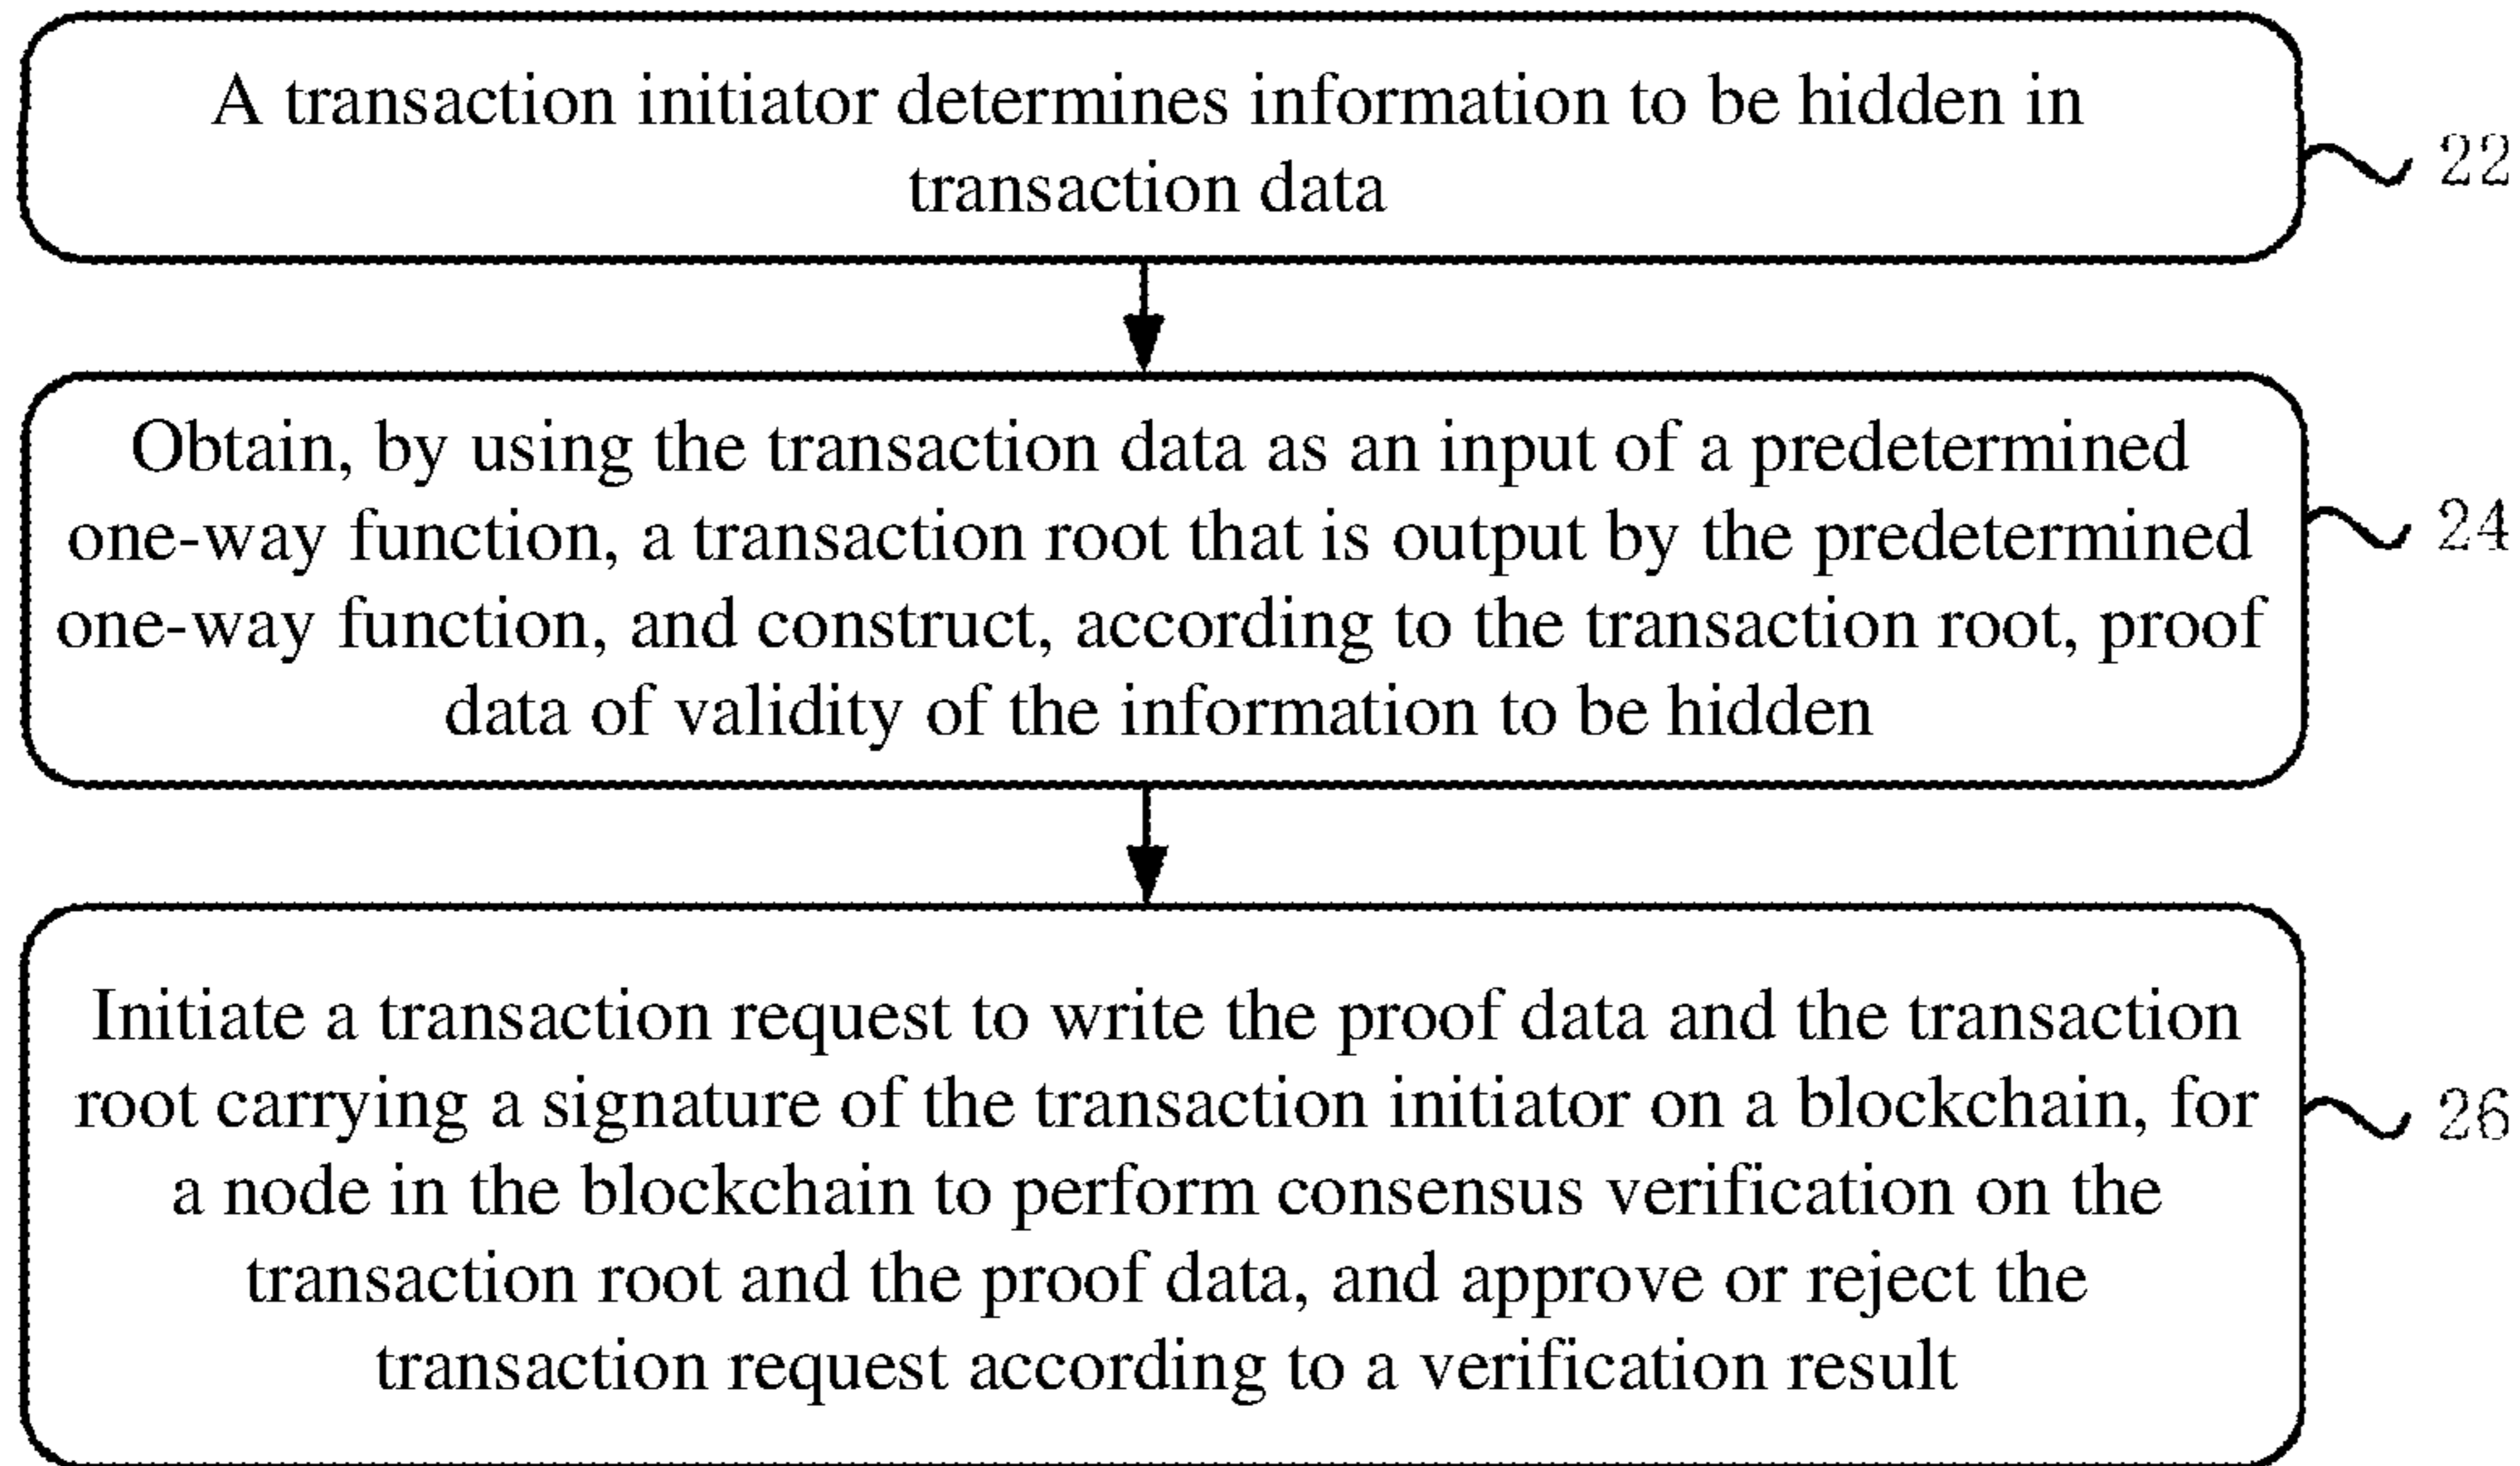 A transaction initiator determines information to be hidden in
transaction data
22
Obtain, by using the transaction data as an input of a predetermined
one-way function, a transaction root that is output by the predetermined
one-way function, and construct, according to the transaction root, proof
data of validity of the information to be hidden
24
Initiate a transaction request to write the proof data and the transaction
root carrying a signature of the transaction initiator on a blockchain, for
a node in the blockchain to perform consensus verification on the
transaction root and the proof data, and approve or reject the
transaction request according to a verification result
26